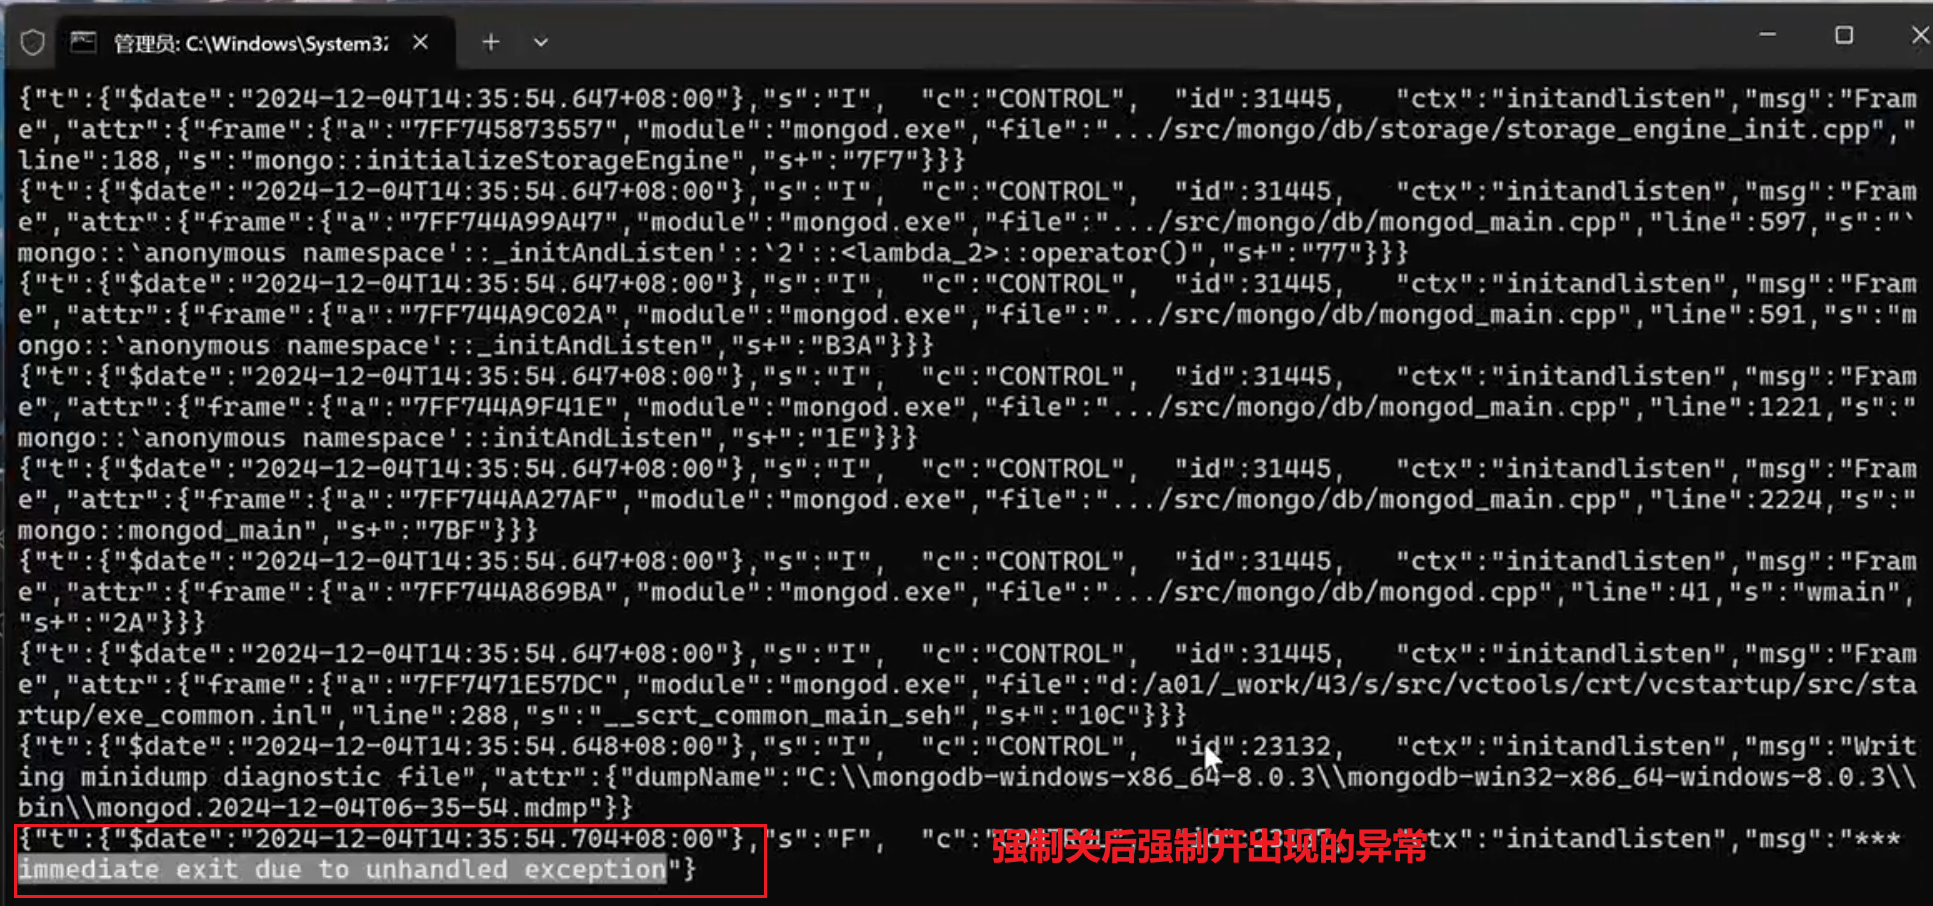 管理员: C:\Windows\System32
{"t":{"$date":"2024-12-04T14:35:54.647+08:00"},"s":"I",  "c":"CONTROL",  "id":31445,   "ctx":"initandlisten","msg":"Fram
e","attr":{"frame":{"a":"7FF745873557","module":"mongod.exe","file":".../src/mongo/db/storage/storage_engine_init.cpp","
line":188,"s":"mongo::initializeStorageEngine","s+":"7F7"}}}
{"t":{"$date":"2024-12-04T14:35:54.647+08:00"},"s":"I",  "c":"CONTROL",  "id":31445,   "ctx":"initandlisten","msg":"Fram
e","attr":{"frame":{"a":"7FF744A99A47","module":"mongod.exe","file":".../src/mongo/db/mongod_main.cpp","line":597,"s":"`
mongo::`anonymous namespace'::_initAndListen'::`2'::<lambda_2>::operator()","s+":"77"}}}
{"t":{"$date":"2024-12-04T14:35:54.647+08:00"},"s":"I",  "c":"CONTROL",  "id":31445,   "ctx":"initandlisten","msg":"Fram
e","attr":{"frame":{"a":"7FF744A9C02A","module":"mongod.exe","file":".../src/mongo/db/mongod_main.cpp","line":591,"s":"m
ongo::`anonymous namespace'::_initAndListen","s+":"B3A"}}}
{"t":{"$date":"2024-12-04T14:35:54.647+08:00"},"s":"I",  "c":"CONTROL",  "id":31445,   "ctx":"initandlisten","msg":"Fram
e","attr":{"frame":{"a":"7FF744A9F41E","module":"mongod.exe","file":".../src/mongo/db/mongod_main.cpp","line":1221,"s":"
mongo::`anonymous namespace'::initAndListen","s+":"1E"}}}
{"t":{"$date":"2024-12-04T14:35:54.647+08:00"},"s":"I",  "c":"CONTROL",  "id":31445,   "ctx":"initandlisten","msg":"Fram
e","attr":{"frame":{"a":"7FF744AA27AF","module":"mongod.exe","file":".../src/mongo/db/mongod_main.cpp","line":2224,"s":"
mongo::mongod_main","s+":"7BF"}}}
{"t":{"$date":"2024-12-04T14:35:54.647+08:00"},"s":"I",  "c":"CONTROL",  "id":31445,   "ctx":"initandlisten","msg":"Fram
e","attr":{"frame":{"a":"7FF744A869BA","module":"mongod.exe","file":".../src/mongo/db/mongod.cpp","line":41,"s":"wmain",
"s+":"2A"}}}
{"t":{"$date":"2024-12-04T14:35:54.647+08:00"},"s":"I",  "c":"CONTROL",  "id":31445,   "ctx":"initandlisten","msg":"Fram
e","attr":{"frame":{"a":"7FF7471E57DC","module":"mongod.exe","file":"d:/a01/_work/43/s/src/vctools/crt/vcstartup/src/sta
rtup/exe_common.inl","line":288,"s":"__scrt_common_main_seh","s+":"10C"}}}
{"t":{"$date":"2024-12-04T14:35:54.648+08:00"},"s":"I",  "c":"CONTROL",  "id":23132,   "ctx":"initandlisten","msg":"Writ
ing minidump diagnostic file","attr":{"dumpName":"C:\\mongodb-windows-x86_64-8.0.3\\mongodb-win32-x86_64-windows-8.0.3\\
bin\\mongod.2024-12-04T06-35-54.mdmp"}}
{"t":{"$date":"2024-12-04T14:35:54.704+08:00"},"s":"F",  "ctx":"initandlisten","msg":"***
immediate exit due to unhandled exception"}
强制关后强制开出现的异常